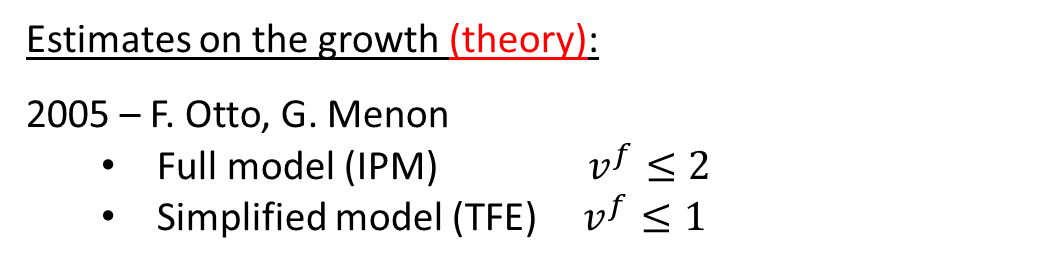 Estimates on the growth (theory):
2005 – F. Otto, G. Menon
• Full model (IPM) v^f ≤ 2
• Simplified model (TFE) v^f ≤ 1